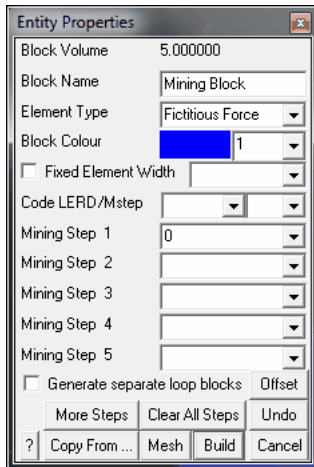 Entity Properties
Block Volume 5.000000
Block Name Mining Block
Element Type Fictitious Force
Block Colour 1
Fixed Element Width
Code LERD/Mstep
Mining Step 1 0
Mining Step 2
Mining Step 3
Mining Step 4
Mining Step 5
Generate separate loop blocks Offset
More Steps Clear All Steps Undo
? Copy From ... Mesh Build Cancel